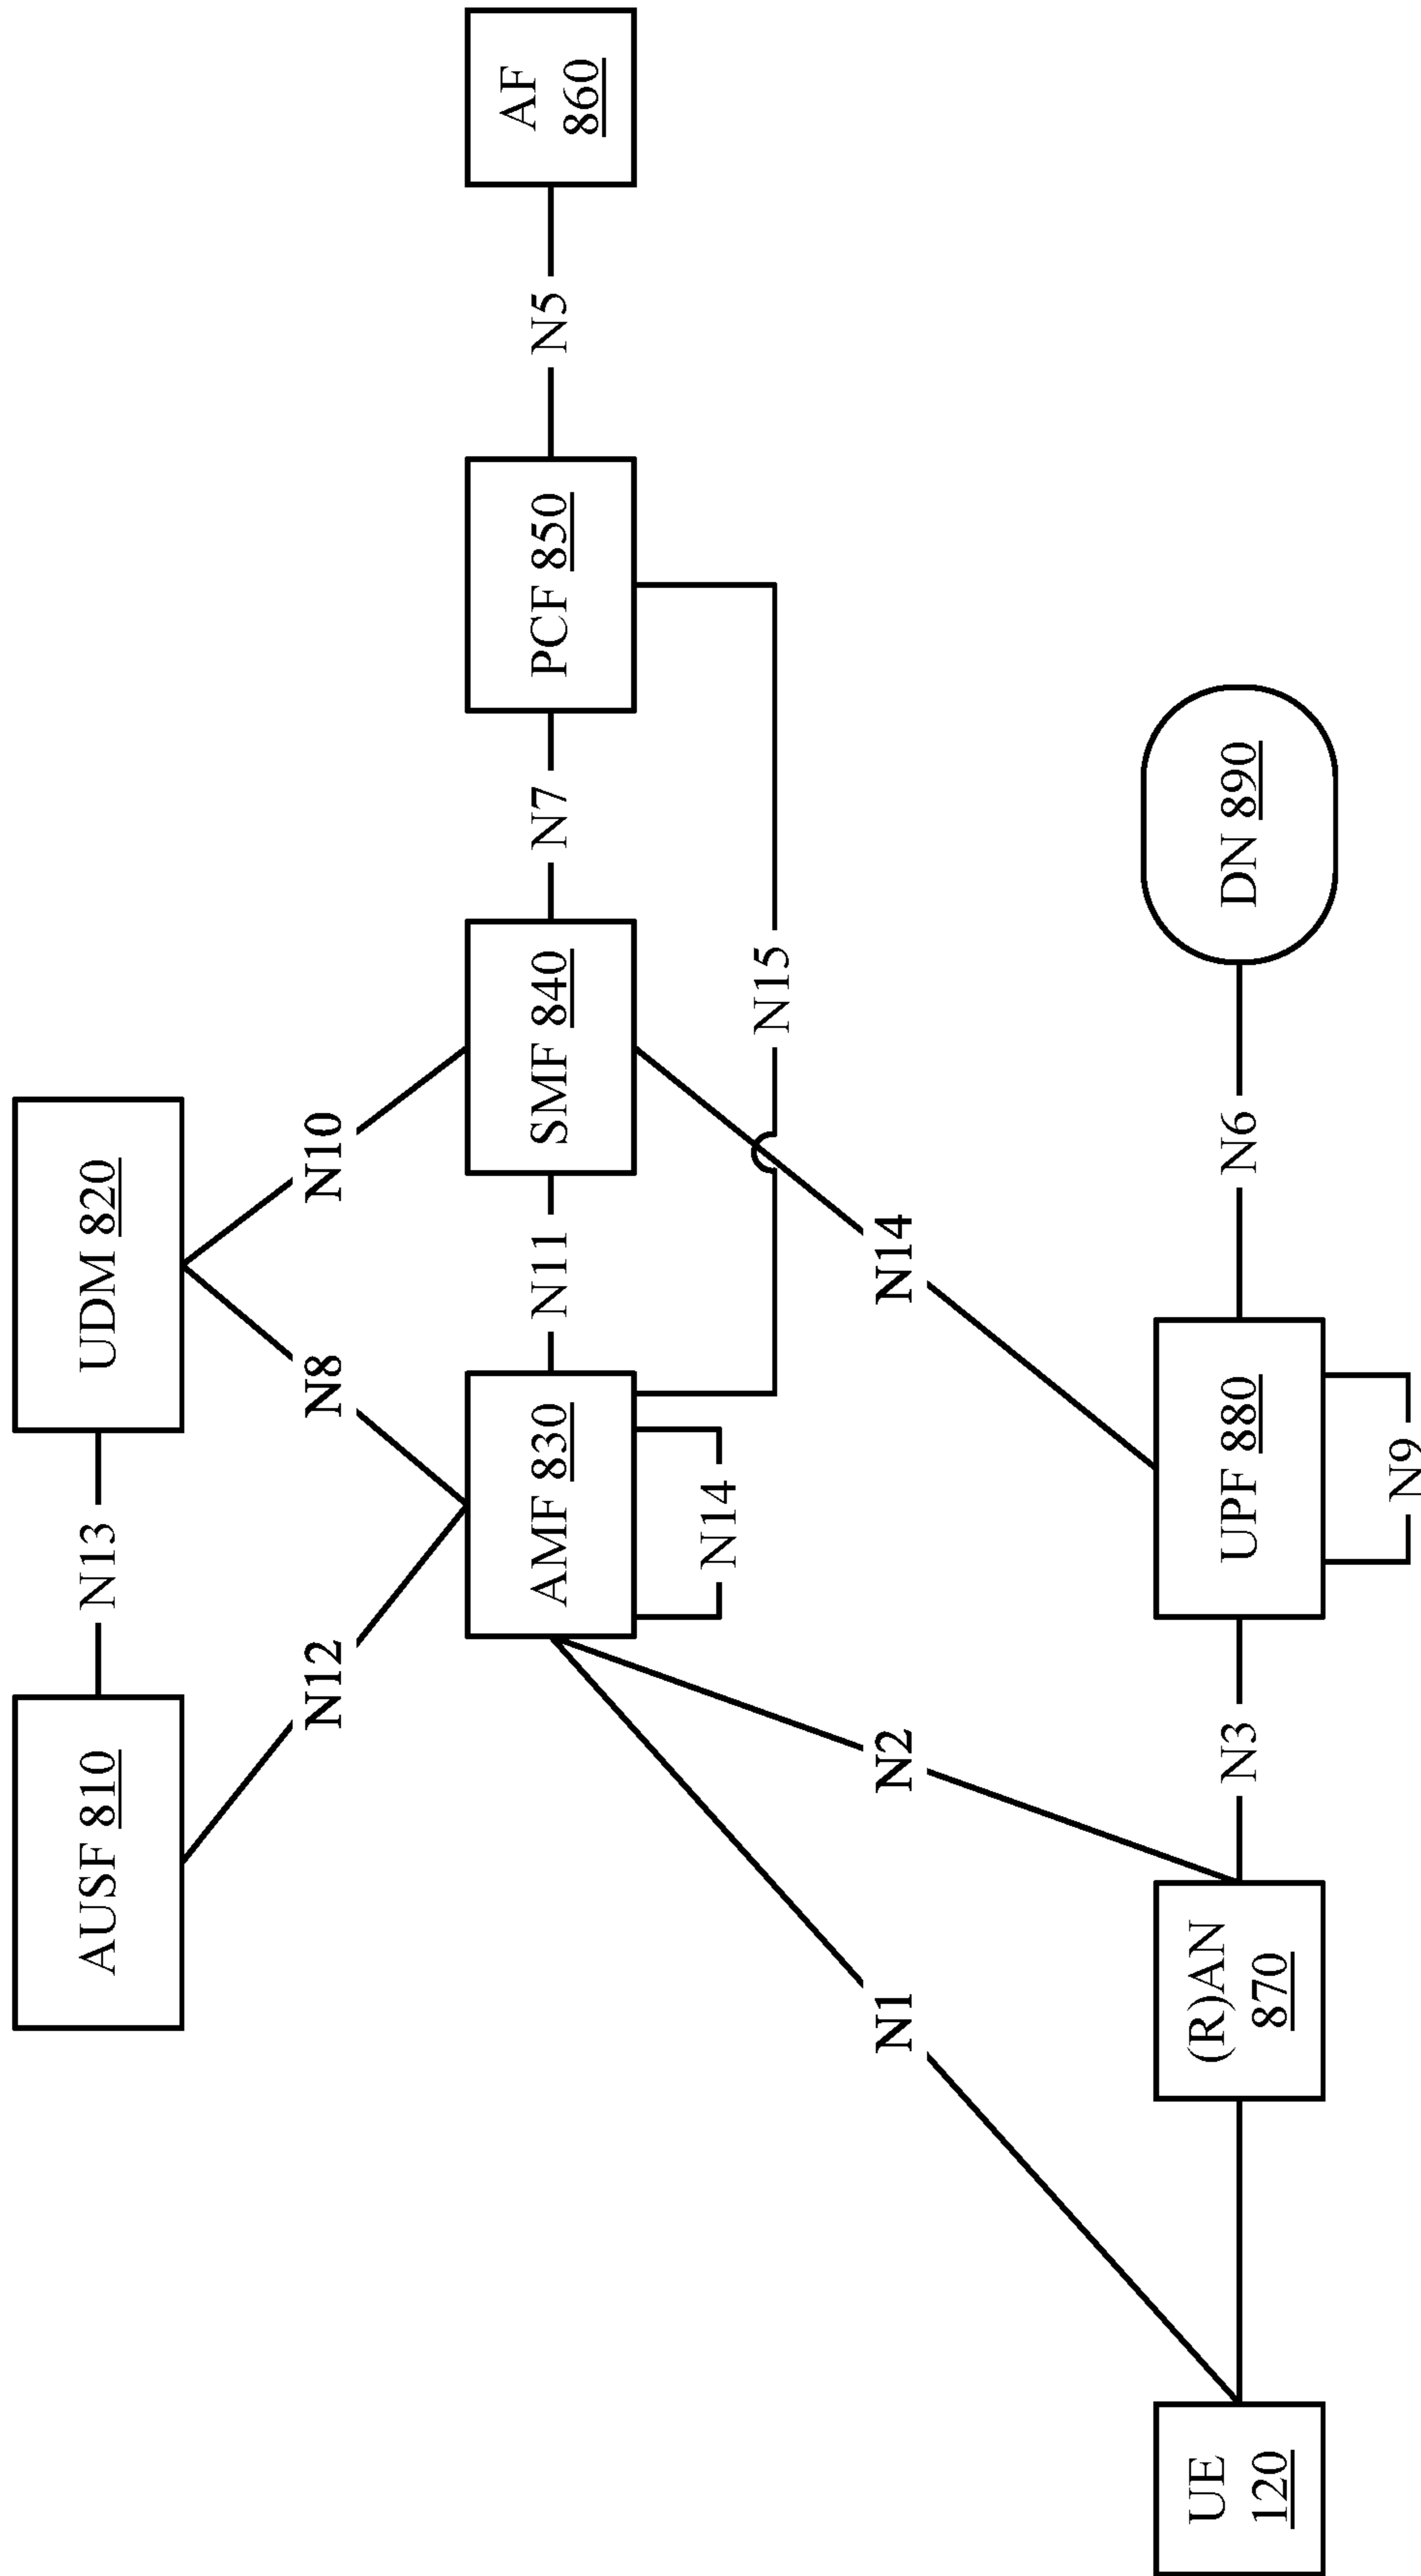 AUSF 810
N13
UDM 820
N12
N8
N10
AMF 830
N11
SMF 840
N7
PCF 850
N5
AF
860
N14
N15
N1
N2
N14
UE
120
(R)AN
870
N3
UPF 880
N6
DN 890
N9